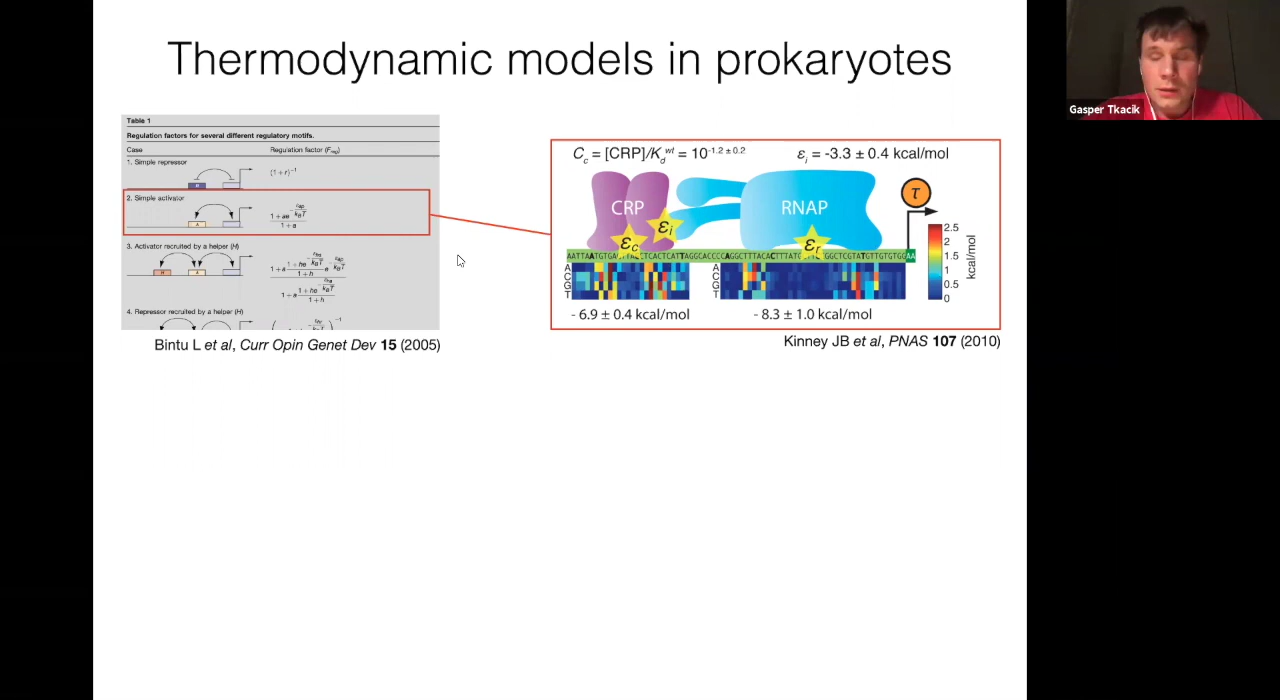 Thermodynamic models in prokaryotes
Gasper Tkacik
Table 1
Regulation factors for several different regulatory motifs.
Case Regulation factor (F_reg)
1. Simple repressor
(1+r)^-1
R
2. Simple activator
A
3. Activator recruited by a helper (H)
H A
4. Repressor recruited by a helper (H)
Bintu L et al, Curr Opin Genet Dev 15 (2005)
C_c = [CRP]/K_d^wt = 10^-1.2 ± 0.2 ε_i = -3.3 ± 0.4 kcal/mol
CRP RNAP τ
ε_c ε_i ε_r
A
C
G
T
A
C
G
T
2.5
2
1.5
1
0.5
0
kcal/mol
- 6.9 ± 0.4 kcal/mol - 8.3 ± 1.0 kcal/mol
Kinney JB et al, PNAS 107 (2010)